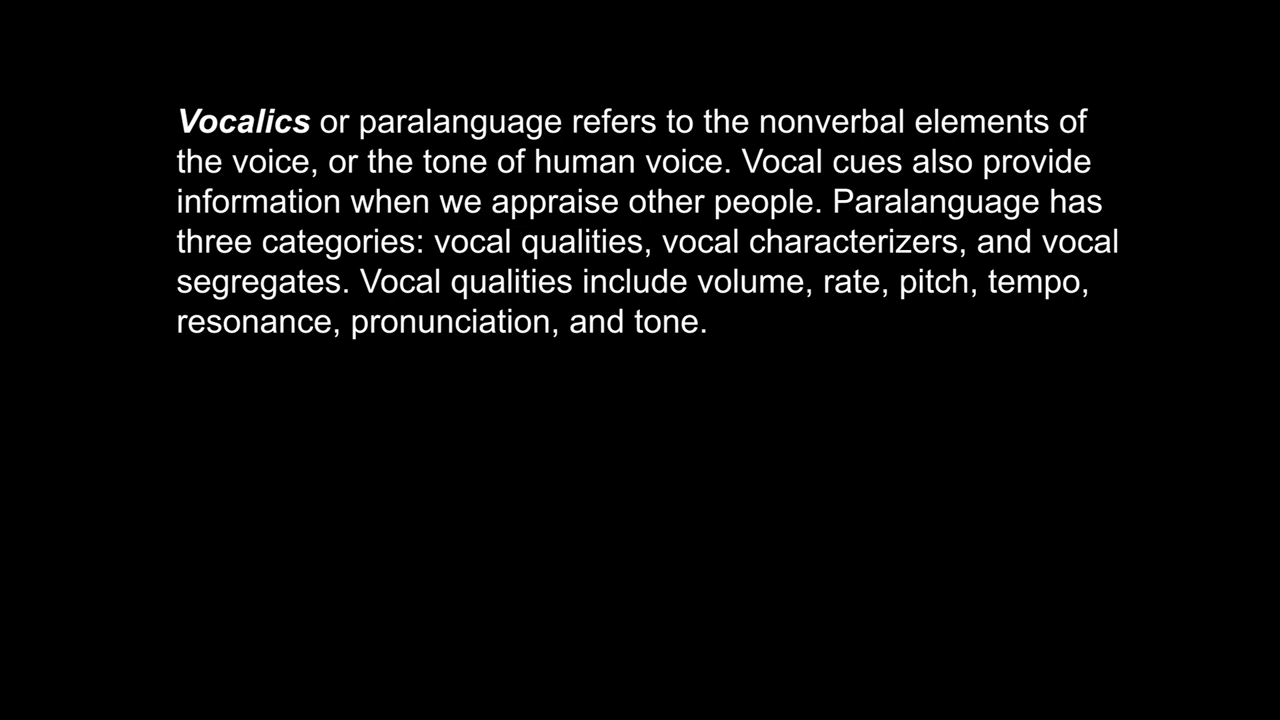 Vocalics or paralanguage refers to the nonverbal elements of
the voice, or the tone of human voice. Vocal cues also provide
information when we appraise other people. Paralanguage has
three categories: vocal qualities, vocal characterizers, and vocal
segregates. Vocal qualities include volume, rate, pitch, tempo,
resonance, pronunciation, and tone.